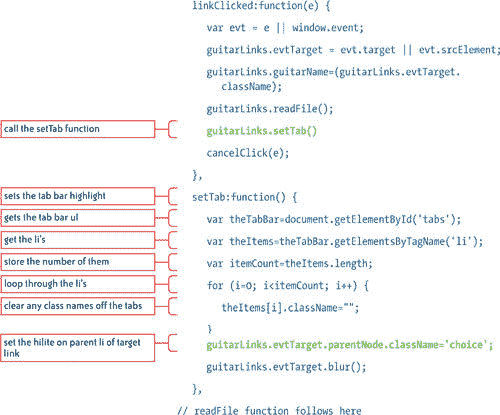 linkClicked:function(e) {
var evt = e || window.event;
guitarLinks.evtTarget = evt.target || evt.srcElement;
guitarLinks.guitarName=(guitarLinks.evtTarget.
className);
guitarLinks.readFile();
call the setTab function
guitarLinks.setTab()
cancelClick(e);
},
sets the tab bar highlight
setTab:function() {
gets the tab bar ul
var theTabBar=document.getElementById('tabs');
get the li's
var theItems=theTabBar.getElementsByTagName('li');
store the number of them
var itemCount=theItems.length;
loop through the li's
for (i=0; i<itemCount; i++) {
clear any class names off the tabs
theItems[i].className="";
}
set the hilite on parent li of target
link
guitarLinks.evtTarget.parentNode.className='choice';
guitarLinks.evtTarget.blur();
},
// readFile function follows here